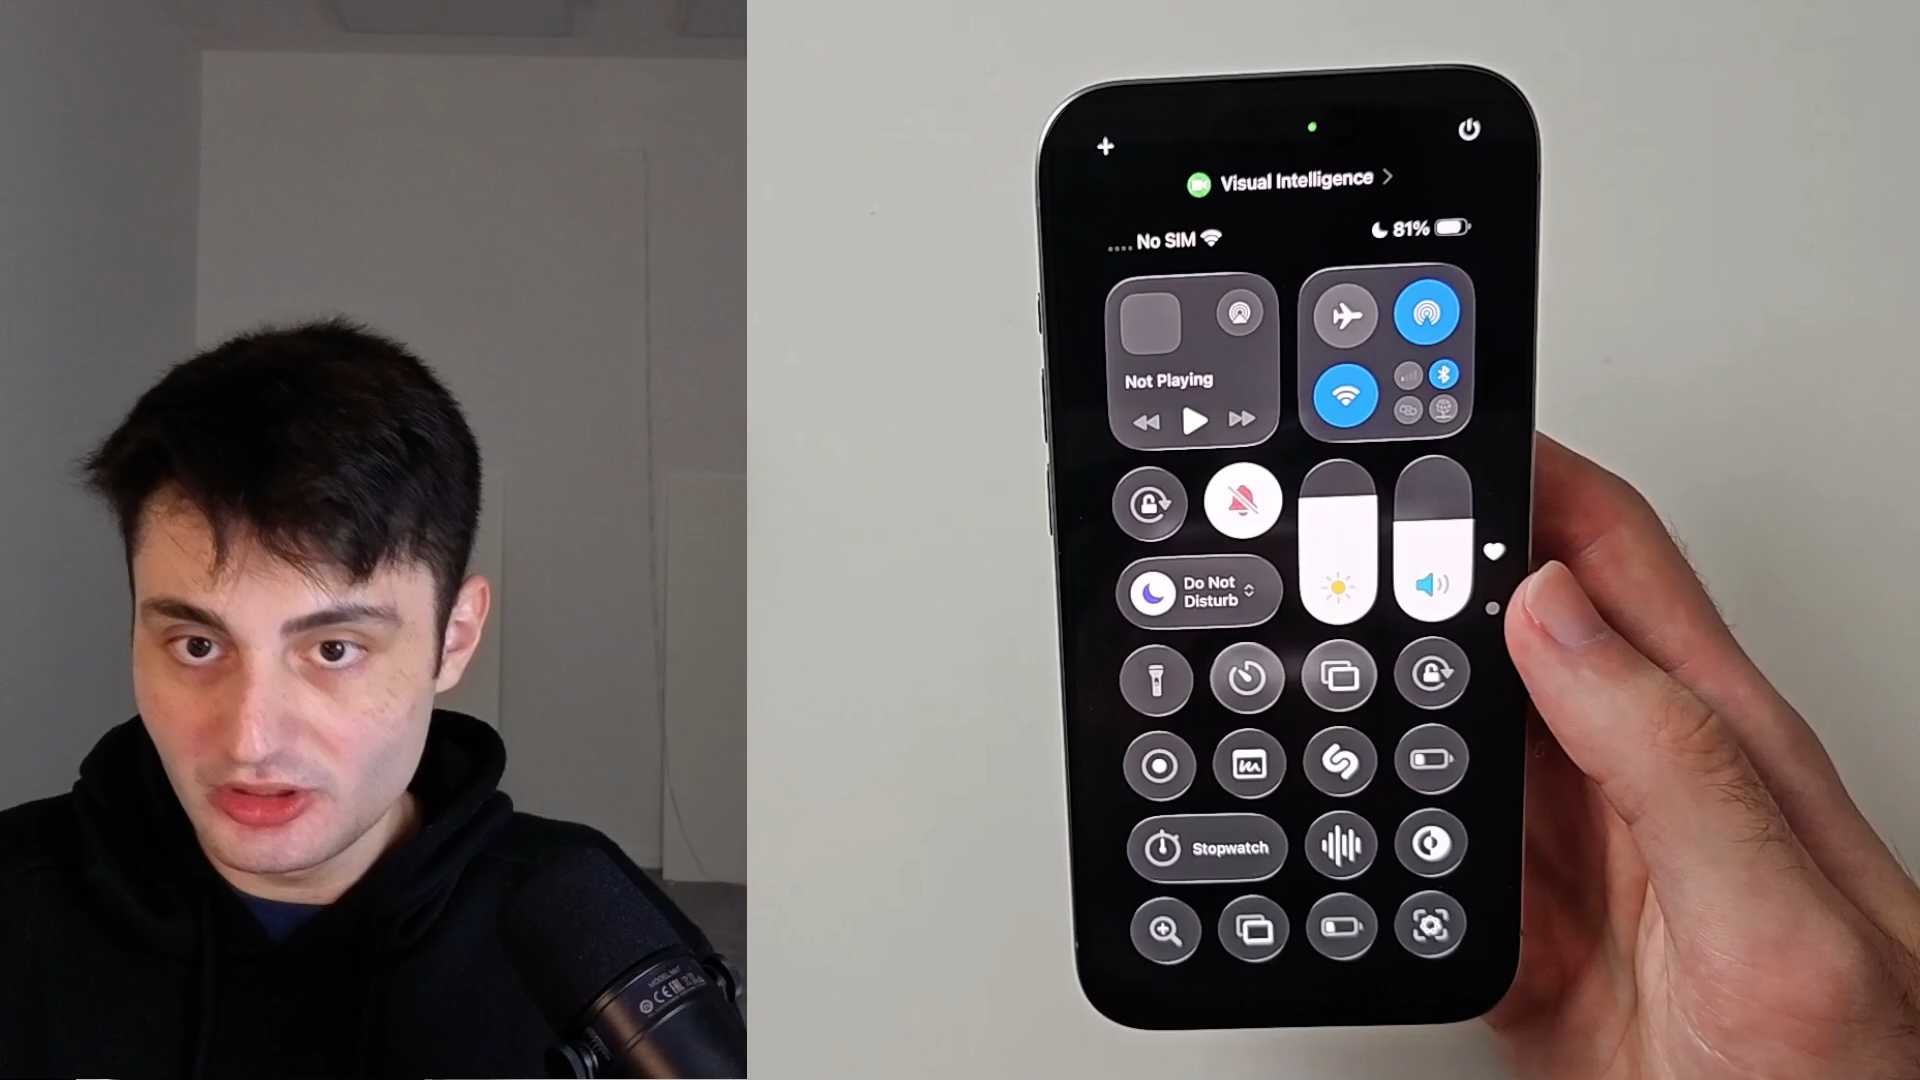 Visual Intelligence
No SIM
81%
Not Playing
Do Not
Disturb
Stopwatch